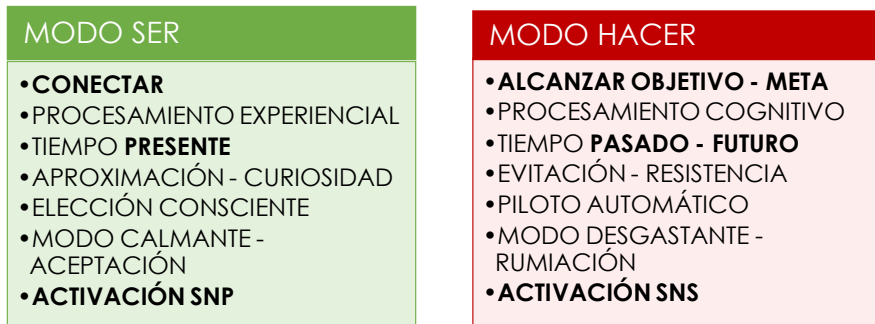 MODO SER
•CONECTAR
•PROCESAMIENTO EXPERIENCIAL
•TIEMPO PRESENTE
•APROXIMACIÓN - CURIOSIDAD
•ELECCIÓN CONSCIENTE
•MODO CALMANTE -
ACEPTACIÓN
•ACTIVACIÓN SNP
MODO HACER
•ALCANZAR OBJETIVO - META
•PROCESAMIENTO COGNITIVO
•TIEMPO PASADO - FUTURO
•EVITACIÓN - RESISTENCIA
•PILOTO AUTOMÁTICO
•MODO DESGASTANTE -
RUMIACIÓN
•ACTIVACIÓN SNS